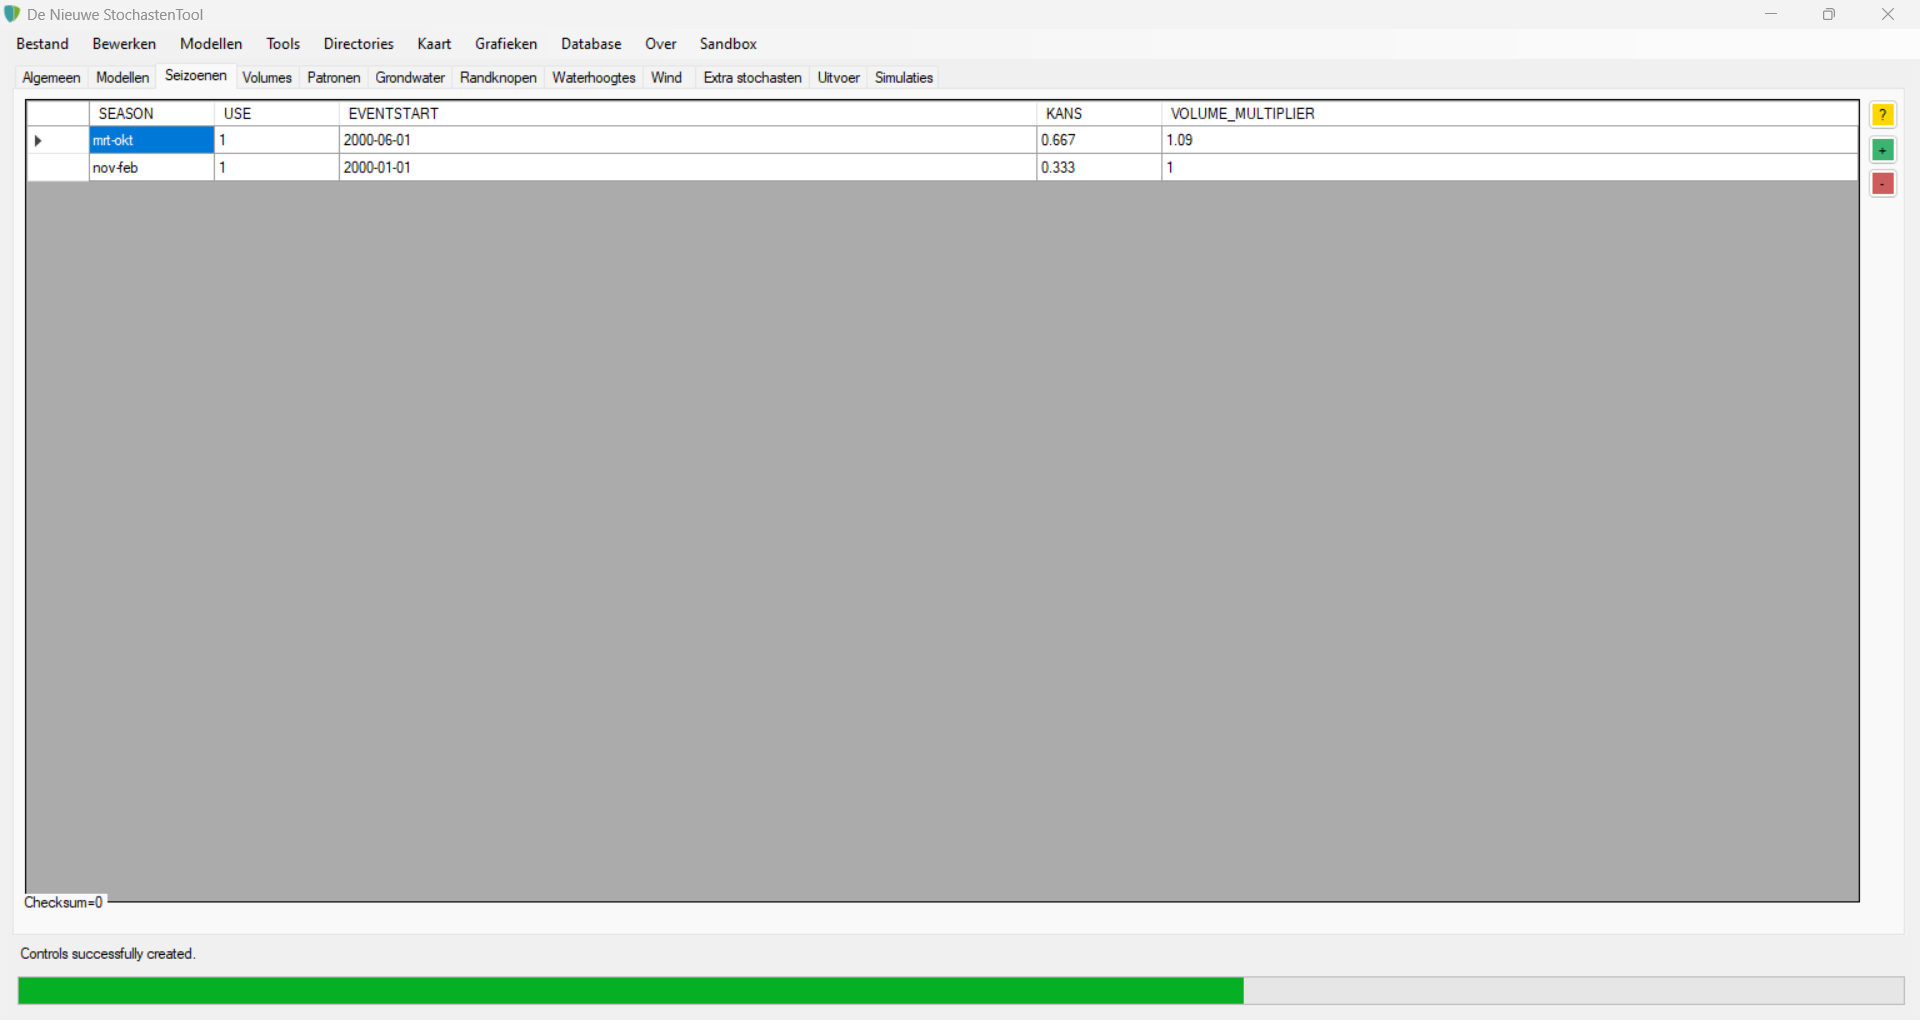 De Nieuwe StochastenTool
Bestand Bewerken Modellen Tools Directories Kaart Grafieken Database Over Sandbox
Algemeen Modellen Seizoenen Volumes Patronen Grondwater Randknopen Waterhoogtes Wind Extra stochasten Uitvoer Simulaties
SEASON USE EVENTSTART KANS VOLUME_MULTIPLIER
mrt-okt 1 2000-06-01 0.667 1.09
nov-feb 1 2000-01-01 0.333 1
?
+
-
Checksum=0
Controls successfully created.